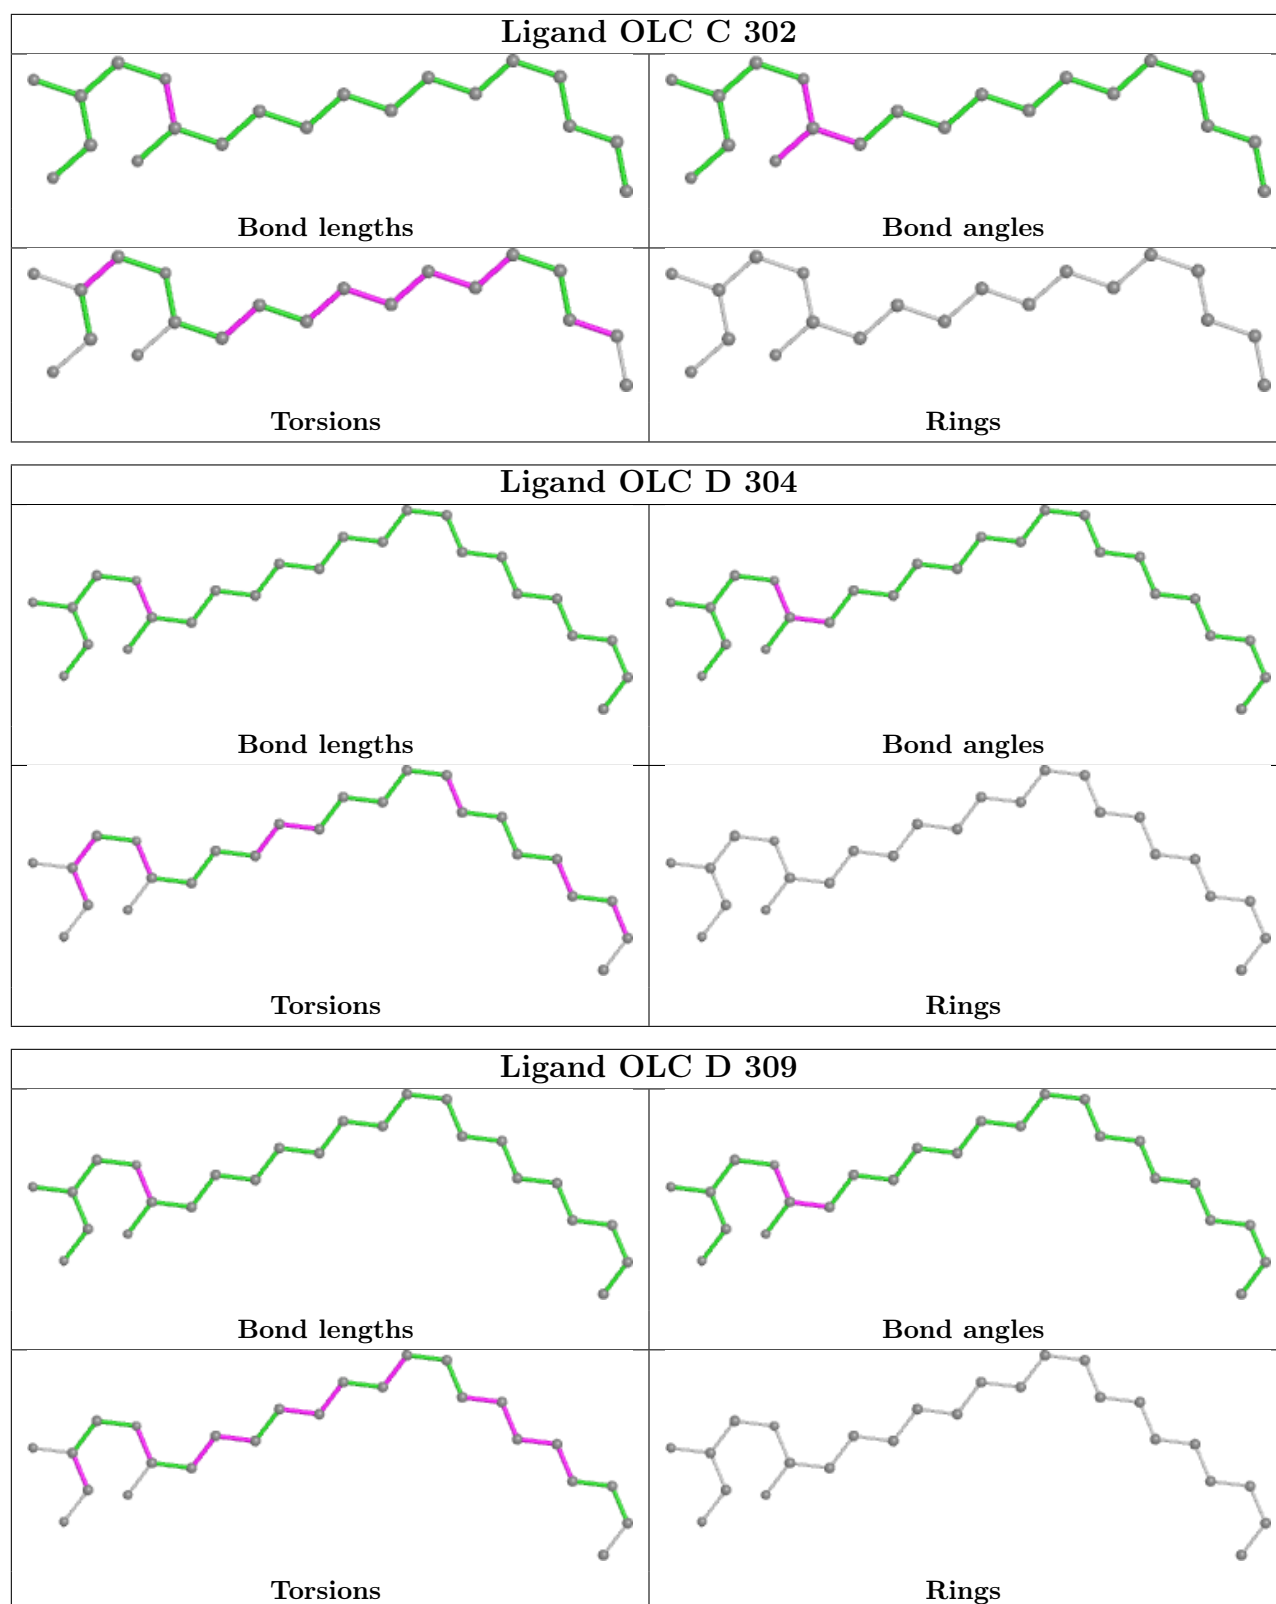 Ligand OLC C 302
Bond lengths
Bond angles
Torsions
Rings
Ligand OLC D 304
Bond lengths
Bond angles
Torsions
Rings
Ligand OLC D 309
Bond lengths
Bond angles
Torsions
Rings